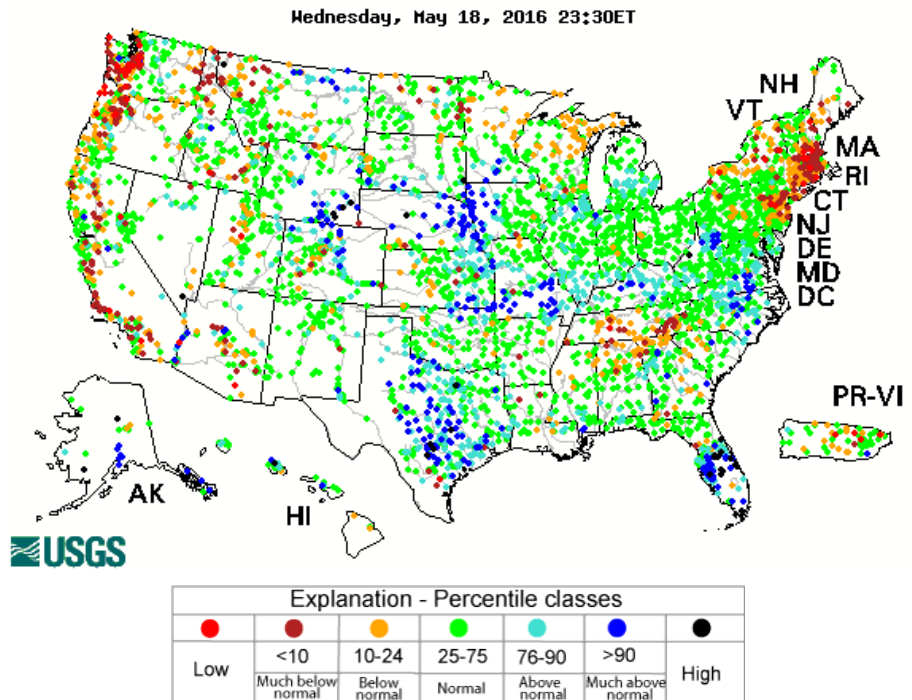 Wednesday, May 18, 2016 23:30ET
NH
VT
MA
RI
CT
NJ
DE
MD
DC
PR-VI
AK
HI
USGS
Explanation - Percentile classes
Low
<10
10-24
25-75
76-90
>90
High
Much below normal
Below normal
Normal
Above normal
Much above normal